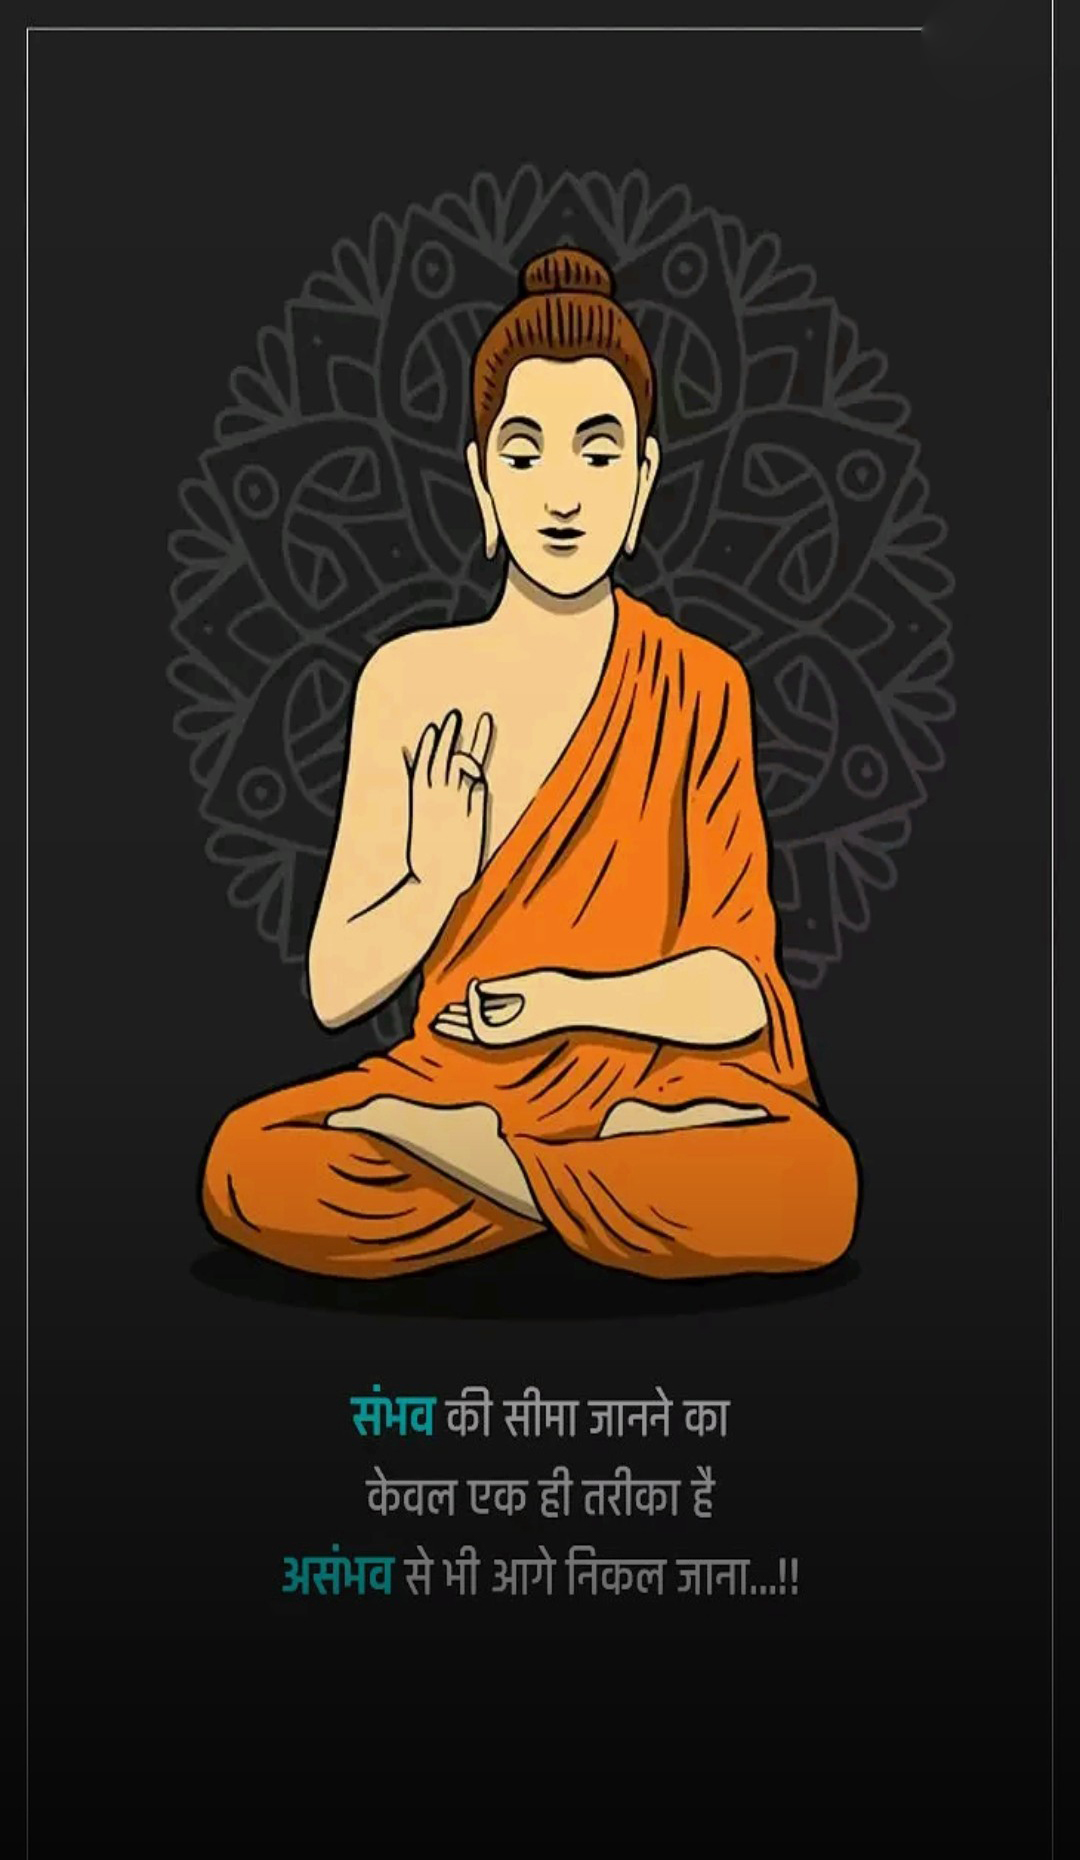 संभव की सीमा जानने का
केवल एक ही तरीका है
असंभव से भी आगे निकल जाना...!!